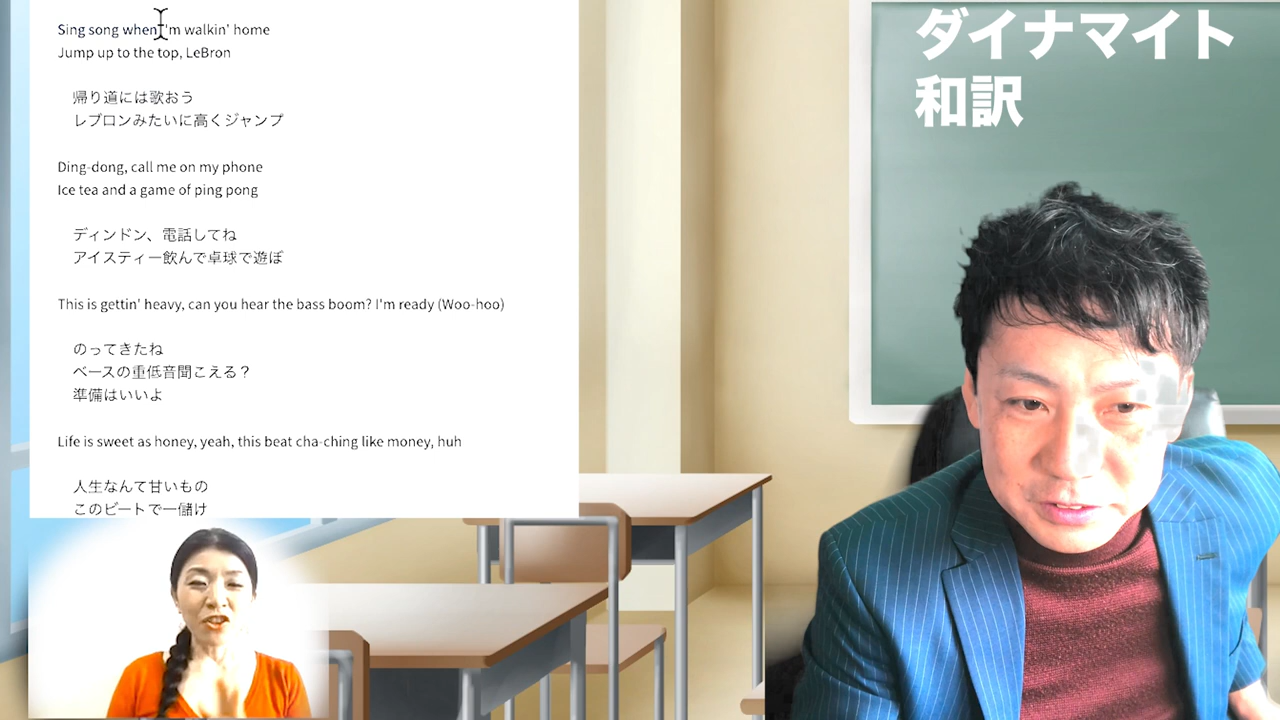 Sing song when I'm walkin' home
Jump up to the top, LeBron
帰り道には歌おう
レブロンみたいに高くジャンプ
Ding-dong, call me on my phone
Ice tea and a game of ping pong
ディンドン、電話してね
アイスティー飲んで卓球で遊ぼ
This is gettin' heavy, can you hear the bass boom? I'm ready (Woo-hoo)
のってきたね
ベースの重低音聞こえる？
準備はいいよ
Life is sweet as honey, yeah, this beat cha-ching like money, huh
人生なんて甘いもの
このビートで一儲け
ダイナマイト
和訳